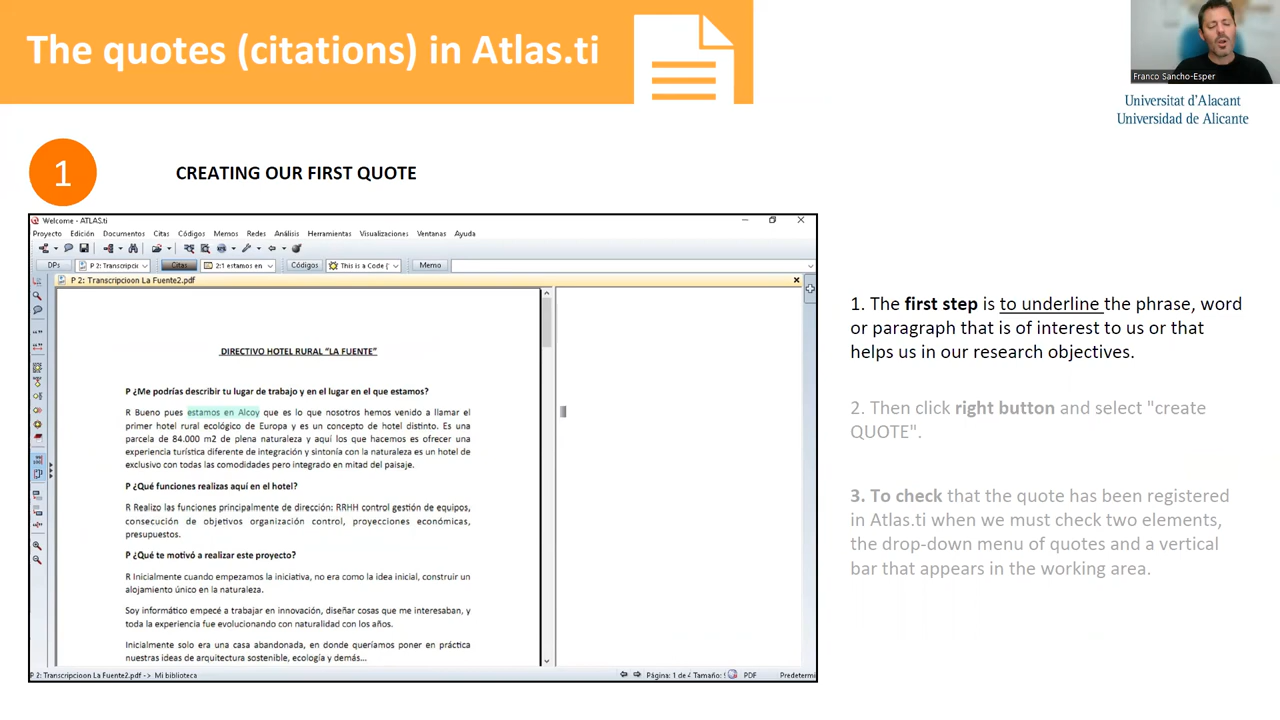 The quotes (citations) in Atlas.ti
Franco Sancho-Esper
Universitat d'Alacant
Universidad de Alicante
1
CREATING OUR FIRST QUOTE
Welcome - ATLAS.ti
Proyecto Edición Documentos Citas Códigos Memos Redes Análisis Herramientas Visualizaciones Ventanas Ayuda
DPs P 2: Transcripci Citas 2:1 estamos en Códigos This is a Code Memo
P 2: Transcripcioon La Fuente2.pdf
DIRECTIVO HOTEL RURAL "LA FUENTE"
P ¿Me podrías describir tu lugar de trabajo y en el lugar en el que estamos?
R Bueno pues estamos en Alcoy que es lo que nosotros hemos venido a llamar el
primer hotel rural ecológico de Europa y es un concepto de hotel distinto. Es una
parcela de 84.000 m2 de plena naturaleza y aquí los que hacemos es ofrecer una
experiencia turística diferente de integración y sintonía con la naturaleza es un hotel de
exclusivo con todas las comodidades pero integrado en mitad del paisaje.
P ¿Qué funciones realizas aquí en el hotel?
R Realizo las funciones principalmente de dirección: RRHH control gestión de equipos,
consecución de objetivos organización control, proyecciones económicas,
presupuestos.
P ¿Qué te motivó a realizar este proyecto?
R Inicialmente cuando empezamos la iniciativa, no era como la idea inicial, construir un
alojamiento único en la naturaleza.
Soy informático empecé a trabajar en innovación, diseñar cosas que me interesaban, y
toda la experiencia fue evolucionando con naturalidad con los años.
Inicialmente solo era una casa abandonada, en donde queríamos poner en práctica
nuestras ideas de arquitectura sostenible, ecología y demás...
P 2: Transcripcioon La Fuente2.pdf -> Mi biblioteca Página: 1 de Tamaño: PDF Predetermi
1. The first step is to underline the phrase, word
or paragraph that is of interest to us or that
helps us in our research objectives.
2. Then click right button and select "create
QUOTE".
3. To check that the quote has been registered
in Atlas.ti when we must check two elements,
the drop-down menu of quotes and a vertical
bar that appears in the working area.